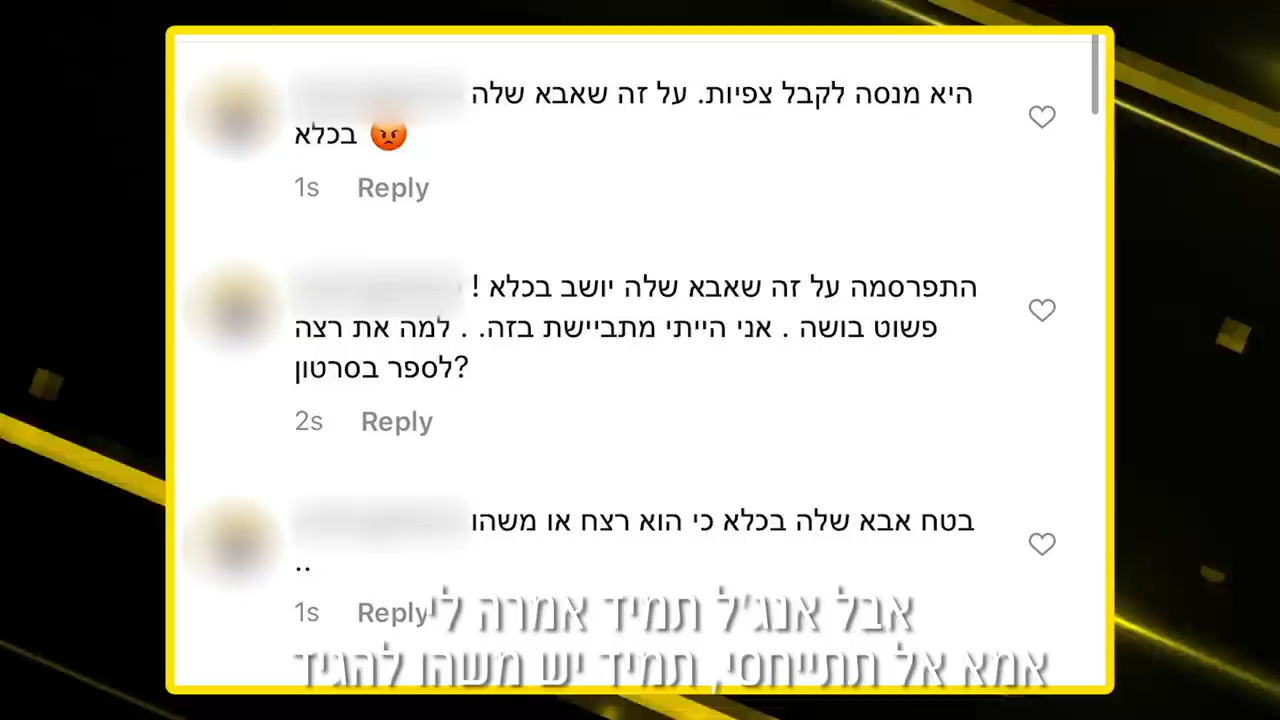 היא מנסה לקבל צפיות. על זה שאבא שלה
בכלא 😡
1s Reply
התפרסמה על זה שאבא שלה יושב בכלא !
פשוט בושה . אני הייתי מתביישת בזה. . למה את רצה
לספר בסרטון?
2s Reply
בטח אבא שלה בכלא כי הוא רצח או משהו
..
1s Reply
אבל אנג'ל תמיד אמרה לי
אמא אל תתייחסי, תמיד יש משהו להגיד